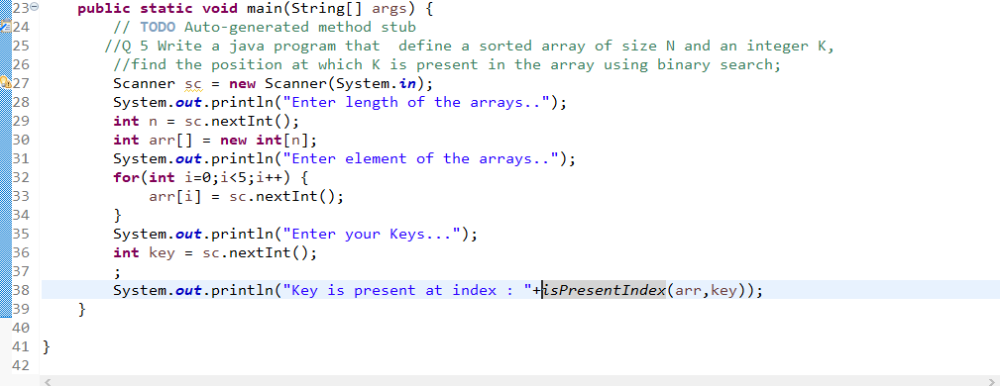 23 public static void main(String[] args) {
24 // TODO Auto-generated method stub
25 //Q 5 Write a java program that  define a sorted array of size N and an integer K,
26 //find the position at which K is present in the array using binary search;
27 Scanner sc = new Scanner(System.in);
28 System.out.println("Enter length of the arrays..");
29 int n = sc.nextInt();
30 int arr[] = new int[n];
31 System.out.println("Enter element of the arrays..");
32 for(int i=0;i<5;i++) {
33 arr[i] = sc.nextInt();
34 }
35 System.out.println("Enter your Keys...");
36 int key = sc.nextInt();
37 ;
38 System.out.println("Key is present at index : "+isPresentIndex(arr,key));
39 }
40
41 }
42